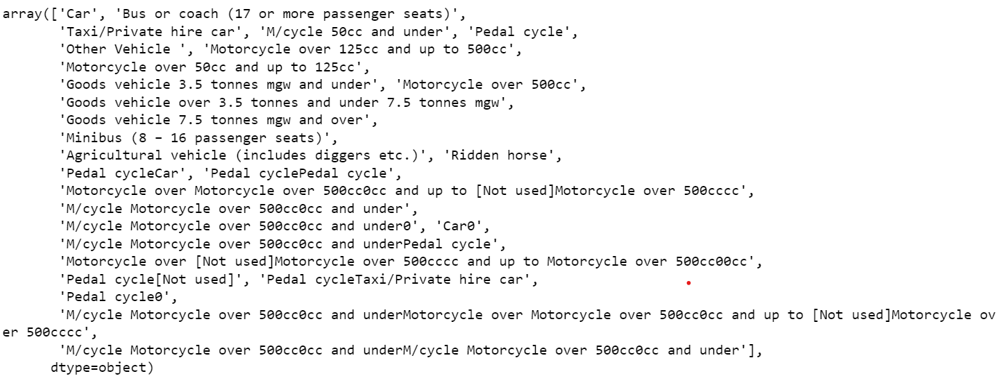 array(['Car', 'Bus or coach (17 or more passenger seats)',
'Taxi/Private hire car', 'M/cycle 50cc and under', 'Pedal cycle',
'Other Vehicle ', 'Motorcycle over 125cc and up to 500cc',
'Motorcycle over 50cc and up to 125cc',
'Goods vehicle 3.5 tonnes mgw and under', 'Motorcycle over 500cc',
'Goods vehicle over 3.5 tonnes and under 7.5 tonnes mgw',
'Goods vehicle 7.5 tonnes mgw and over',
'Minibus (8 – 16 passenger seats)',
'Agricultural vehicle (includes diggers etc.)', 'Ridden horse',
'Pedal cycleCar', 'Pedal cyclePedal cycle',
'Motorcycle over Motorcycle over 500cc0cc and up to [Not used]Motorcycle over 500cccc',
'M/cycle Motorcycle over 500cc0cc and under',
'M/cycle Motorcycle over 500cc0cc and under0', 'Car0',
'M/cycle Motorcycle over 500cc0cc and underPedal cycle',
'Motorcycle over [Not used]Motorcycle over 500cccc and up to Motorcycle over 500cc00cc',
'Pedal cycle[Not used]', 'Pedal cycleTaxi/Private hire car',
'Pedal cycle0',
'M/cycle Motorcycle over 500cc0cc and underMotorcycle over Motorcycle over 500cc0cc and up to [Not used]Motorcycle ov
er 500cccc',
'M/cycle Motorcycle over 500cc0cc and underM/cycle Motorcycle over 500cc0cc and under'],
dtype=object)